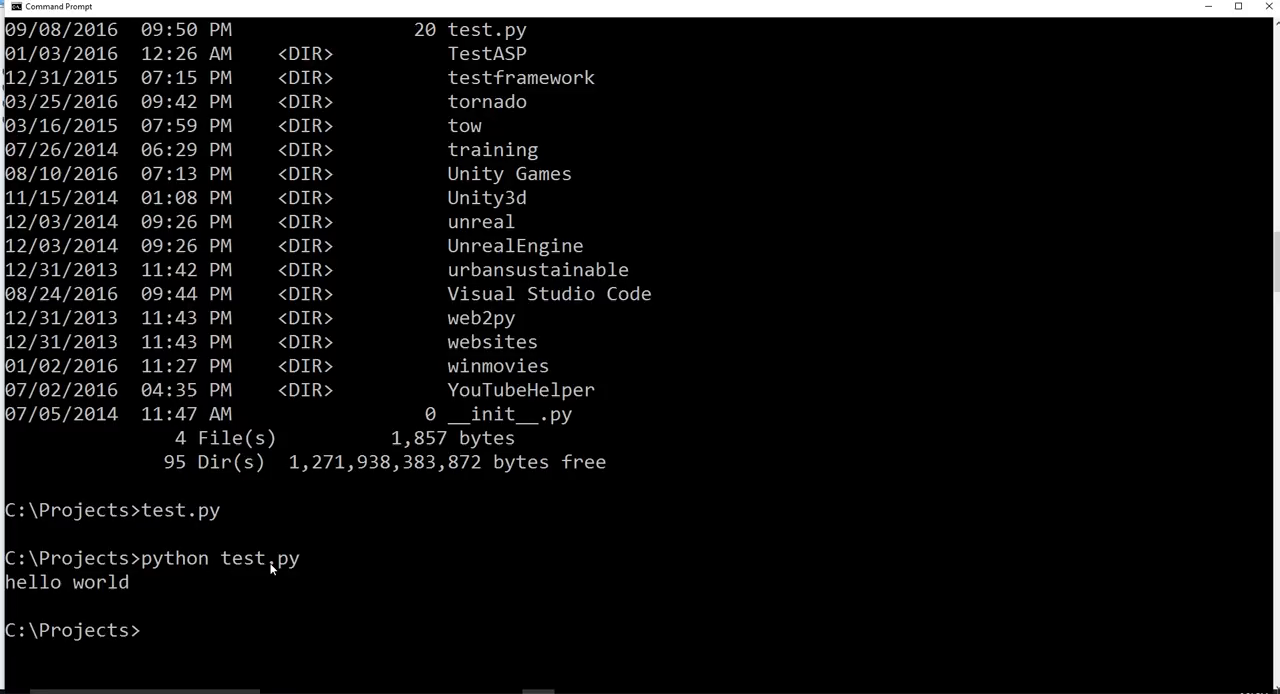 Command Prompt
09/08/2016  09:50 PM                20 test.py
01/03/2016  12:26 AM    <DIR>          TestASP
12/31/2015  07:15 PM    <DIR>          testframework
03/25/2016  09:42 PM    <DIR>          tornado
03/16/2015  07:59 PM    <DIR>          tow
07/26/2014  06:29 PM    <DIR>          training
08/10/2016  07:13 PM    <DIR>          Unity Games
11/15/2014  01:08 PM    <DIR>          Unity3d
12/03/2014  09:26 PM    <DIR>          unreal
12/03/2014  09:26 PM    <DIR>          UnrealEngine
12/31/2013  11:42 PM    <DIR>          urbansustainable
08/24/2016  09:44 PM    <DIR>          Visual Studio Code
12/31/2013  11:43 PM    <DIR>          web2py
12/31/2013  11:43 PM    <DIR>          websites
01/02/2016  11:27 PM    <DIR>          winmovies
07/02/2016  04:35 PM    <DIR>          YouTubeHelper
07/05/2014  11:47 AM                 0 __init__.py
4 File(s)          1,857 bytes
95 Dir(s)  1,271,938,383,872 bytes free
C:\Projects>test.py
C:\Projects>python test.py
hello world
C:\Projects>